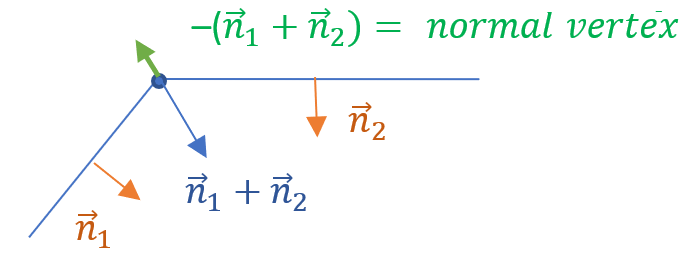 −(n⃗₁ + n⃗₂) = normal vertex
n⃗₂
n⃗₁ + n⃗₂
n⃗₁